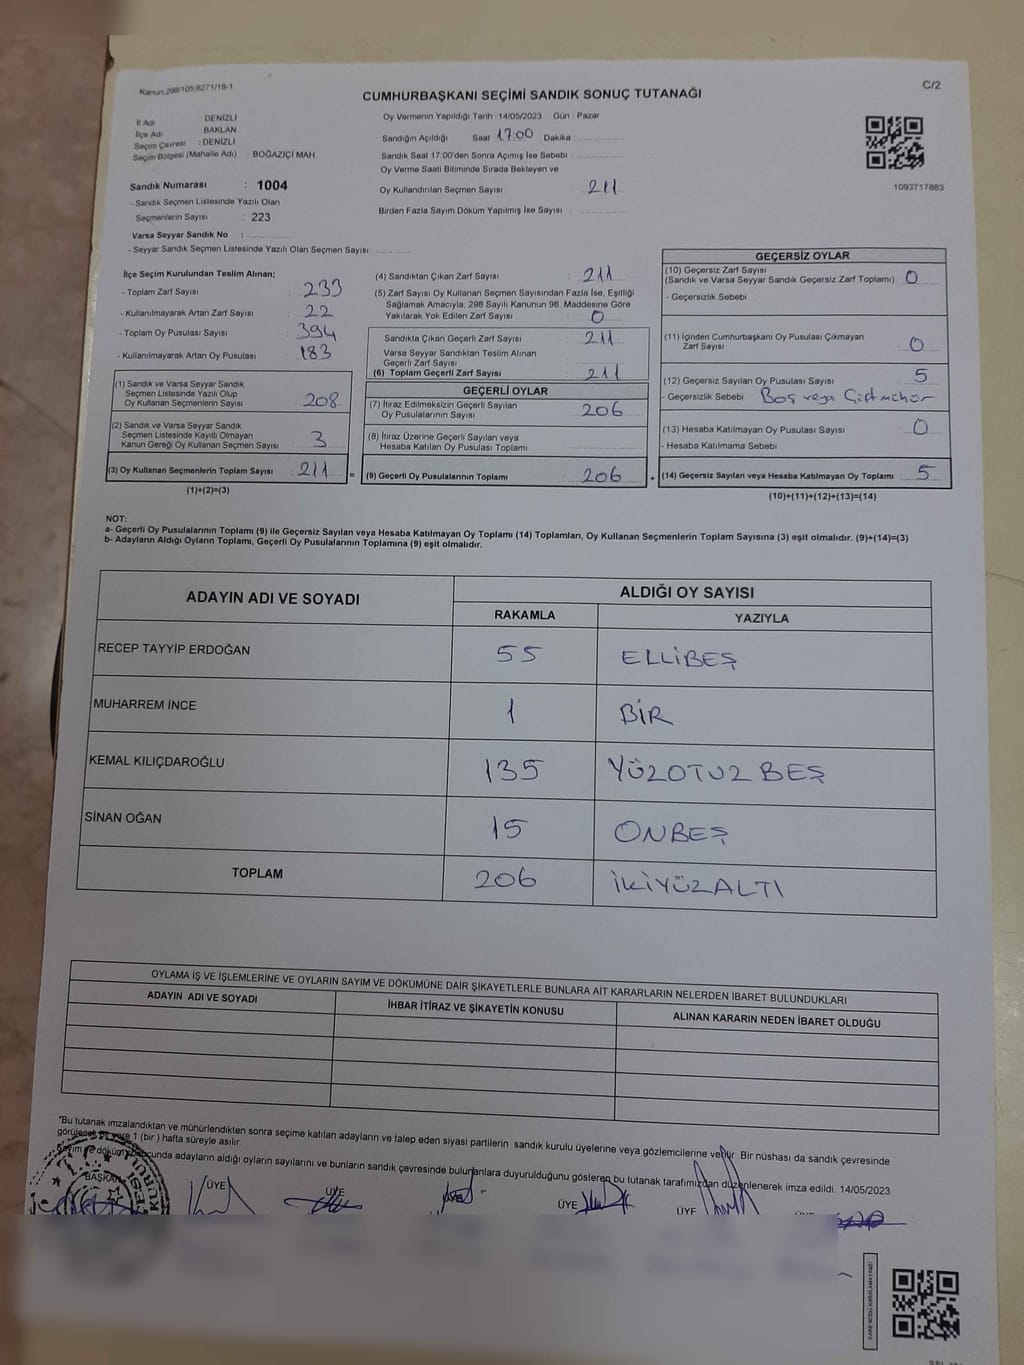 Kanun:298/105;6271/18-1
C/2
CUMHURBAŞKANI SEÇİMİ SANDIK SONUÇ TUTANAĞI
İl Adı DENİZLİ
İlçe Adı BAKLAN
Seçim Çevresi : DENİZLİ
Seçim Bölgesi (Mahalle Adı) : BOĞAZİÇİ MAH
Sandık Numarası : 1004
- Sandık Seçmen Listesinde Yazılı Olan
Seçmenlerin Sayısı : 223
Varsa Seyyar Sandık No :
- Seyyar Sandık Seçmen Listesinde Yazılı Olan Seçmen Sayısı:
Oy Vermenin Yapıldığı Tarih : 14/05/2023 Gün : Pazar
Sandığın Açıldığı Saat 17:00 Dakika :
Sandık Saat 17.00'den Sonra Açılmış İse Sebebi :
Oy Verme Saati Bitiminde Sırada Bekleyen ve
Oy Kullandırılan Seçmen Sayısı : 211
Birden Fazla Sayım Döküm Yapılmış İse Sayısı :
1093717883
İlçe Seçim Kurulundan Teslim Alınan;
- Toplam Zarf Sayısı : 233
- Kullanılmayarak Artan Zarf Sayısı : 22
- Toplam Oy Pusulası Sayısı : 394
- Kullanılmayarak Artan Oy Pusulası : 183
(1) Sandık ve Varsa Seyyar Sandık
Seçmen Listesinde Yazılı Olup
Oy Kullanan Seçmenlerin Sayısı : 208
(2) Sandık ve Varsa Seyyar Sandık
Seçmen Listesinde Kayıtlı Olmayan
Kanun Gereği Oy Kullanan Seçmen Sayısı : 3
(3) Oy Kullanan Seçmenlerin Toplam Sayısı : 211 =
(1)+(2)=(3)
(4) Sandıktan Çıkan Zarf Sayısı : 211
(5) Zarf Sayısı Oy Kullanan Seçmen Sayısından Fazla İse, Eşitliği
Sağlamak Amacıyla; 298 Sayılı Kanunun 98. Maddesine Göre
Yakılarak Yok Edilen Zarf Sayısı : 0
Sandıkta Çıkan Geçerli Zarf Sayısı : 211
Varsa Seyyar Sandıktan Teslim Alınan
Geçerli Zarf Sayısı :
(6) Toplam Geçerli Zarf Sayısı : 211
GEÇERLİ OYLAR
(7) İtiraz Edilmeksizin Geçerli Sayılan
Oy Pusulalarının Sayısı : 206
(8) İtiraz Üzerine Geçerli Sayılan veya
Hesaba Katılan Oy Pusulası Toplamı :
(9) Geçerli Oy Pusulalarının Toplamı : 206 +
GEÇERSİZ OYLAR
(10) Geçersiz Zarf Sayısı
(Sandık ve Varsa Seyyar Sandık Geçersiz Zarf Toplamı) : 0
- Geçersizlik Sebebi :
(11) İçinden Cumhurbaşkanı Oy Pusulası Çıkmayan
Zarf Sayısı : 0
(12) Geçersiz Sayılan Oy Pusulası Sayısı : 5
- Geçersizlik Sebebi : Boş veya Çift mühür
(13) Hesaba Katılmayan Oy Pusulası Sayısı : 0
- Hesaba Katılmama Sebebi :
(14) Geçersiz Sayılan veya Hesaba Katılmayan Oy Toplamı : 5
(10)+(11)+(12)+(13)=(14)
NOT:
a- Geçerli Oy Pusulalarının Toplamı (9) ile Geçersiz Sayılan veya Hesaba Katılmayan Oy Toplamı (14) Toplamları, Oy Kullanan Seçmenlerin Toplam Sayısına (3) eşit olmalıdır. (9)+(14)=(3)
b- Adayların Aldığı Oyların Toplamı, Geçerli Oy Pusulalarının Toplamına (9) eşit olmalıdır.
ADAYIN ADI VE SOYADI
ALDIĞI OY SAYISI
RAKAMLA YAZIYLA
RECEP TAYYİP ERDOĞAN 55 ELLİBEŞ
MUHARREM İNCE 1 BİR
KEMAL KILIÇDAROĞLU 135 YÜZOTUZ BEŞ
SİNAN OĞAN 15 ONBEŞ
TOPLAM 206 İKİYÜZALTI
OYLAMA İŞ VE İŞLEMLERİNE VE OYLARIN SAYIM VE DÖKÜMÜNE DAİR ŞİKAYETLERLE BUNLARA AİT KARARLARIN NELERDEN İBARET BULUNDUKLARI
ADAYIN ADI VE SOYADI İHBAR İTİRAZ VE ŞİKAYETİN KONUSU ALINAN KARARIN NEDEN İBARET OLDUĞU
*Bu tutanak imzalandıktan ve mühürlendikten sonra seçime katılan adayların ve talep eden siyasi partilerin sandık kurulu üyelerine veya gözlemcilerine verilir. Bir nüshası da sandık çevresinde
görülecek bir yere 1 (bir) hafta süreyle asılır.
Sayım ve döküm sonucunda adayların aldığı oyların sayılarını ve bunların sandık çevresinde bulunanlara duyurulduğunu gösteren bu tutanak tarafımızdan düzenlenerek imza edildi. 14/05/2023
BAŞKAN ÜYE ÜYE ÜYE ÜYE